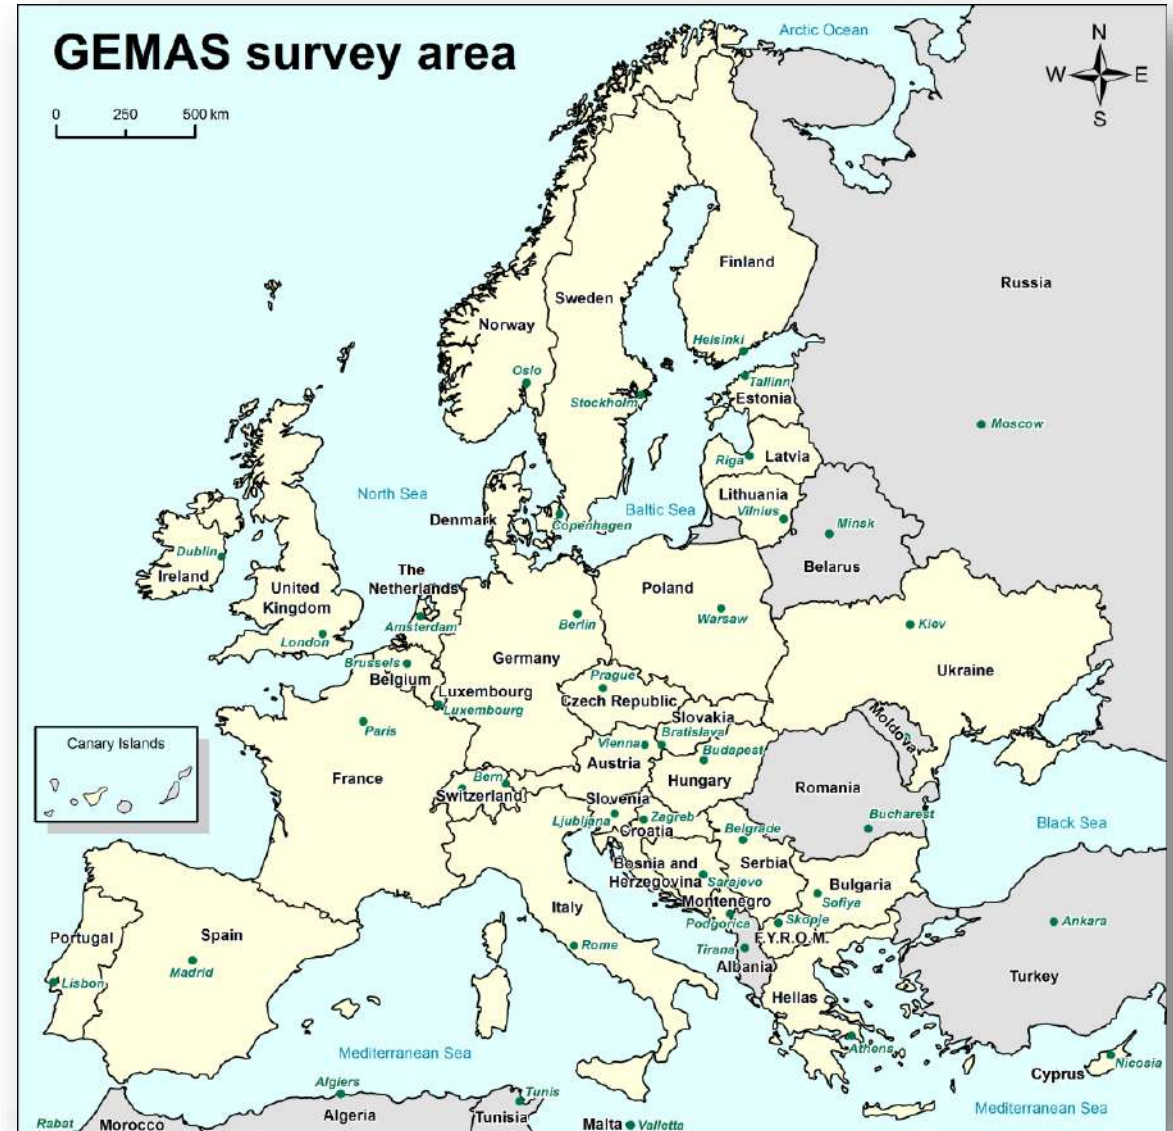 GEMAS survey area
Arctic Ocean
N
W E
S
0 250 500 km
Finland
Russia
Sweden
Norway
Helsinki
Oslo
Tallinn
Estonia
Stockholm
Moscow
Riga
Latvia
North Sea
Lithuania
Baltic Sea
Vilnius
Denmark
Copenhagen
Minsk
Dublin
Ireland
Belarus
The
Netherlands
United
Kingdom
Poland
Amsterdam
Berlin
Warsaw
Kiev
London
Brussels
Belgium
Germany
Ukraine
Prague
Czech Republic
Luxembourg
Luxembourg
Slovakia
Moldova
Paris
Bratislava
Canary Islands
Vienna
Budapest
Austria
France
Bern
Switzerland
Hungary
Romania
Slovenia
Ljubljana
Zagreb
Croatia
Belgrade
Bucharest
Black Sea
Bosnia and
Herzegovina
Sarajevo
Serbia
Bulgaria
Sofiya
Montenegro
Italy
Podgorica
Skopje
F.Y.R.O.M.
Ankara
Portugal
Spain
Rome
Tirana
Albania
Madrid
Lisbon
Turkey
Hellas
Mediterranean Sea
Athens
Nicosia
Cyprus
Algiers
Tunis
Mediterranean Sea
Rabat
Morocco
Algeria
Tunisia
Malta
Valletta